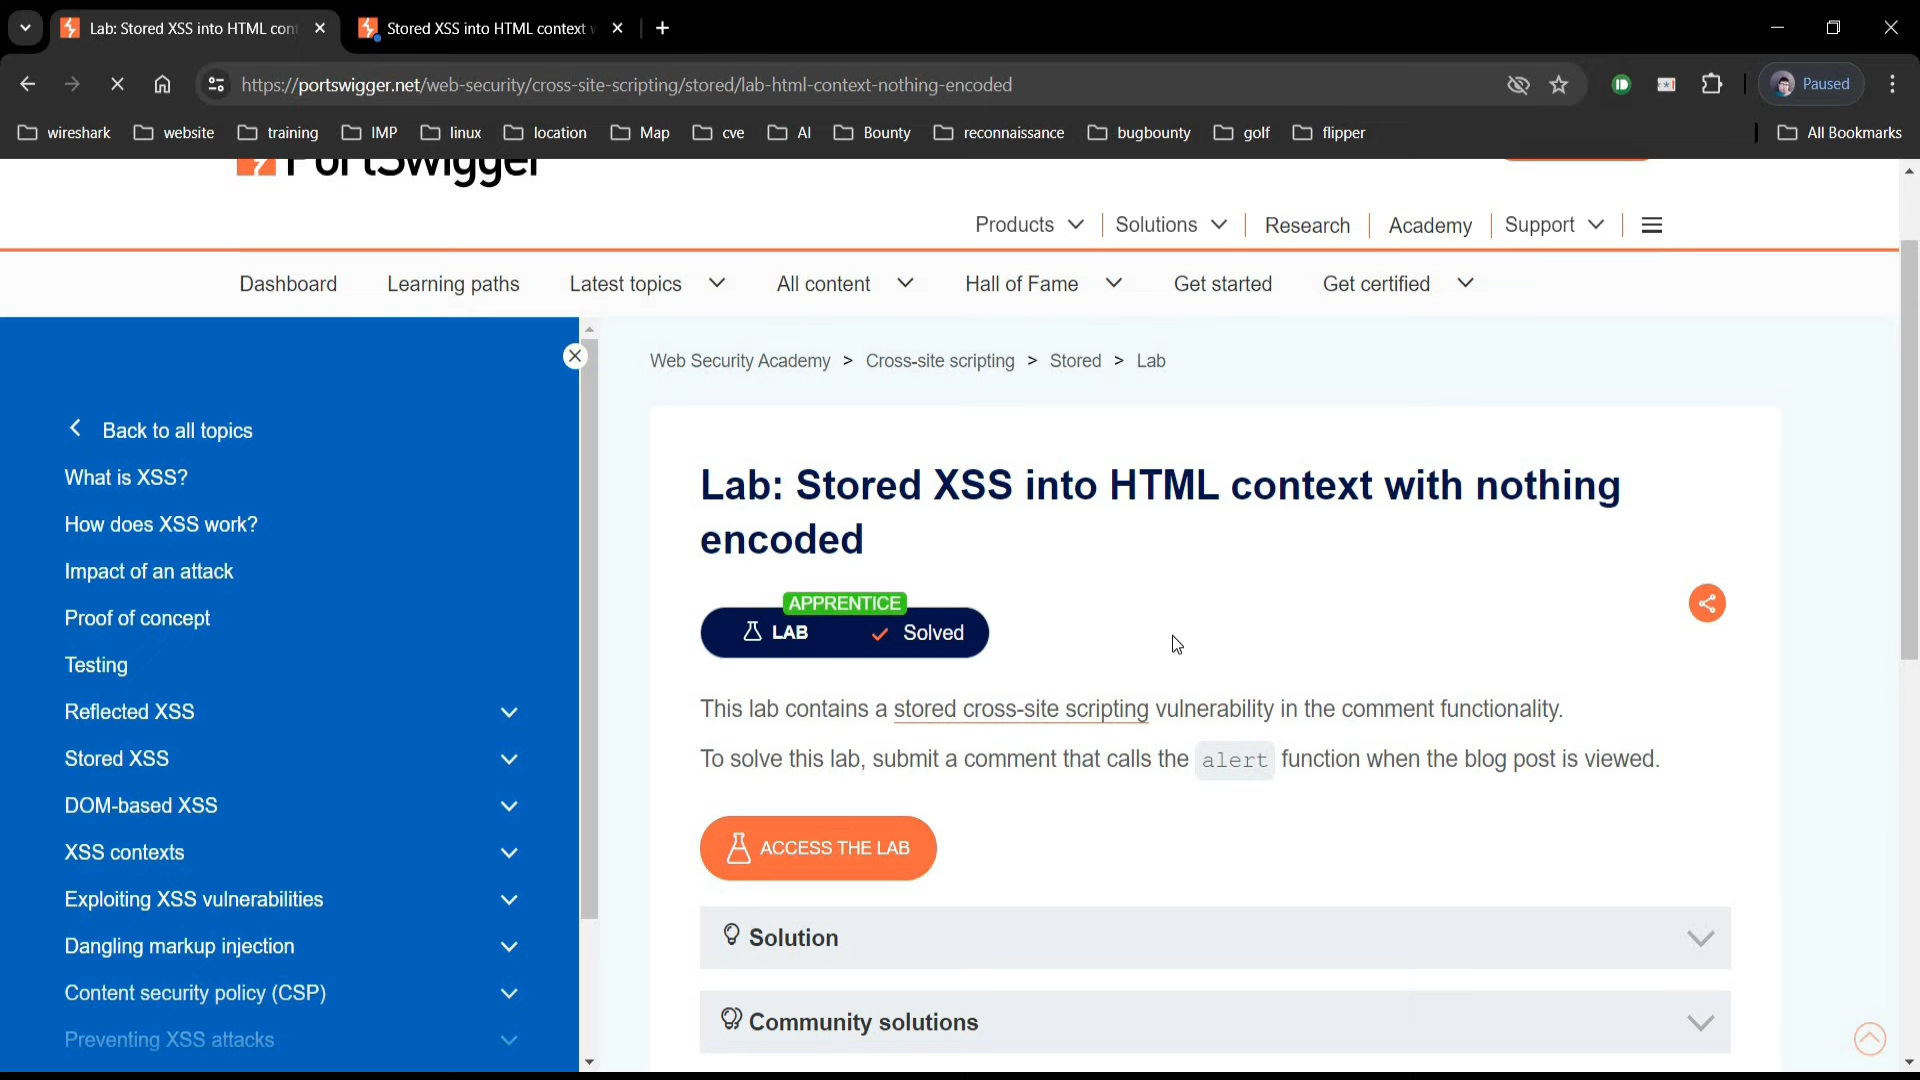 Lab: Stored XSS into HTML con
Stored XSS into HTML context w
https://portswigger.net/web-security/cross-site-scripting/stored/lab-html-context-nothing-encoded
Paused
wireshark website training IMP linux location Map cve AI Bounty reconnaissance bugbounty golf flipper All Bookmarks
PortSwigger
Products Solutions Research Academy Support
Dashboard Learning paths Latest topics All content Hall of Fame Get started Get certified
Web Security Academy > Cross-site scripting > Stored > Lab
Back to all topics
What is XSS?
How does XSS work?
Impact of an attack
Proof of concept
Testing
Reflected XSS
Stored XSS
DOM-based XSS
XSS contexts
Exploiting XSS vulnerabilities
Dangling markup injection
Content security policy (CSP)
Preventing XSS attacks
Lab: Stored XSS into HTML context with nothing
encoded
APPRENTICE
LAB Solved
This lab contains a stored cross-site scripting vulnerability in the comment functionality.
To solve this lab, submit a comment that calls the alert function when the blog post is viewed.
ACCESS THE LAB
Solution
Community solutions